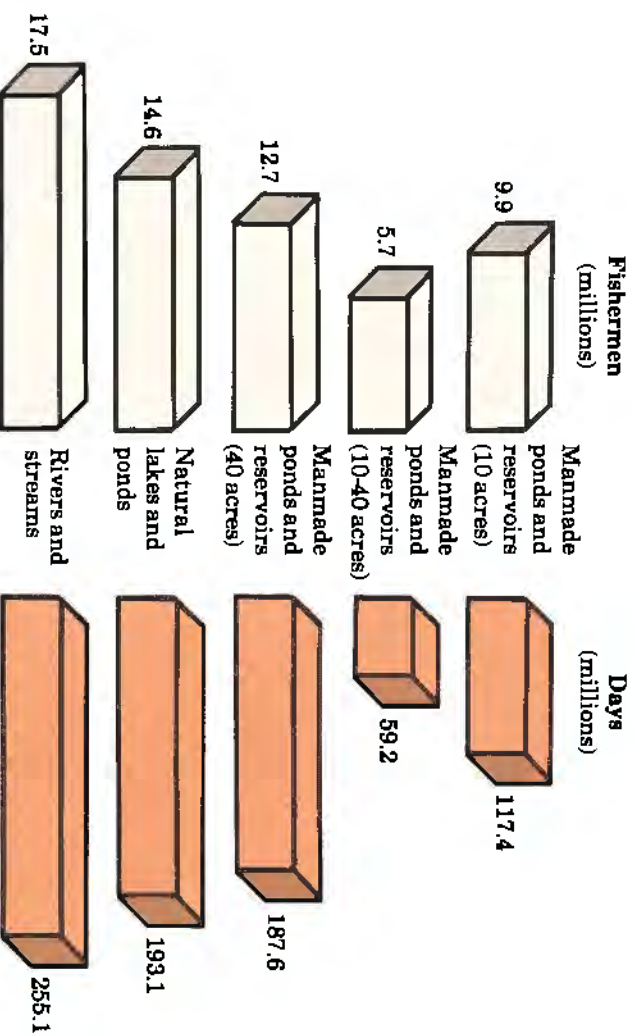 Fishermen
(millions)
Days
(millions)
9.9
Manmade
ponds and
reservoirs
(10 acres)
117.4
5.7
Manmade
ponds and
reservoirs
(10-40 acres)
59.2
12.7
Manmade
ponds and
reservoirs
(40 acres)
187.6
14.6
Natural
lakes and
ponds
193.1
17.5
Rivers and
streams
255.1